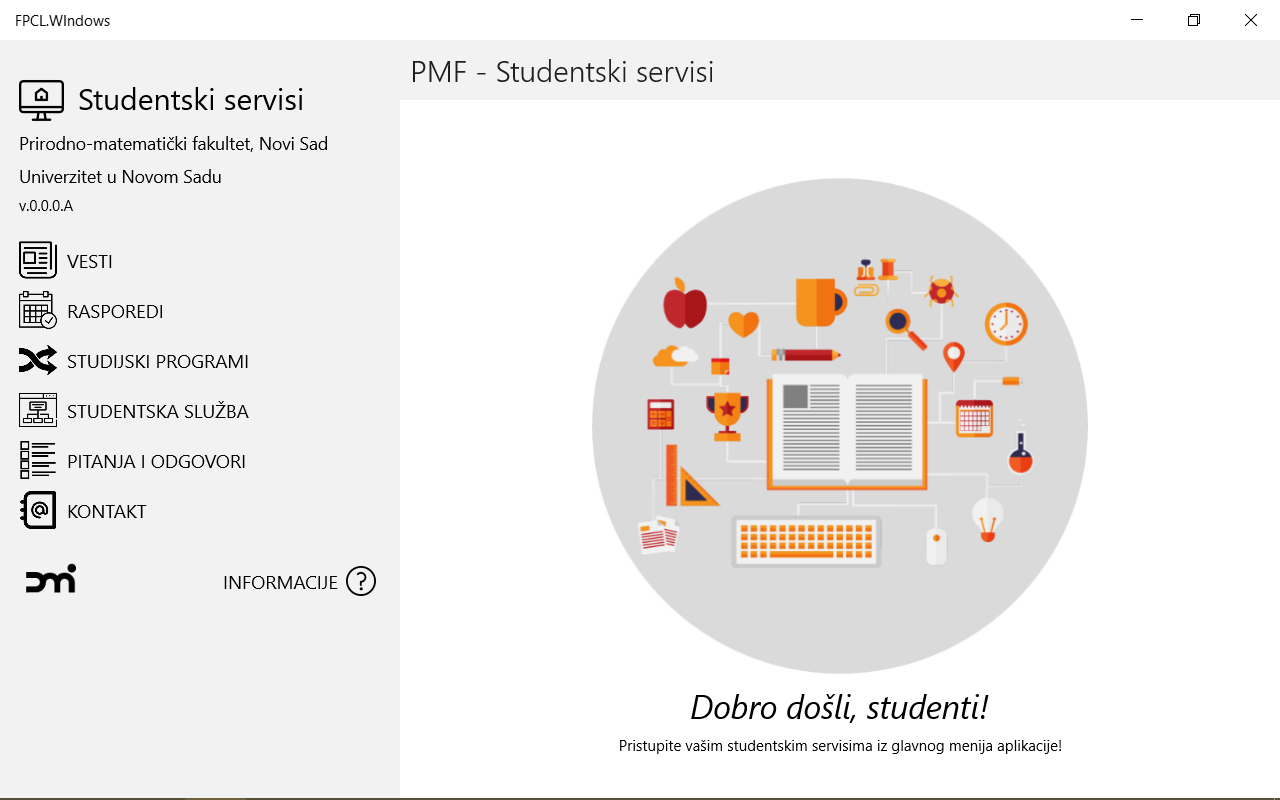 FPCL.WIndows
Studentski servisi
Prirodno-matematički fakultet, Novi Sad
Univerzitet u Novom Sadu
v.0.0.0.A
VESTI
RASPOREDI
STUDIJSKI PROGRAMI
STUDENTSKA SLUŽBA
PITANJA I ODGOVORI
KONTAKT
dmi
INFORMACIJE ?
PMF - Studentski servisi
Dobro došli, studenti!
Pristupite vašim studentskim servisima iz glavnog menija aplikacije!